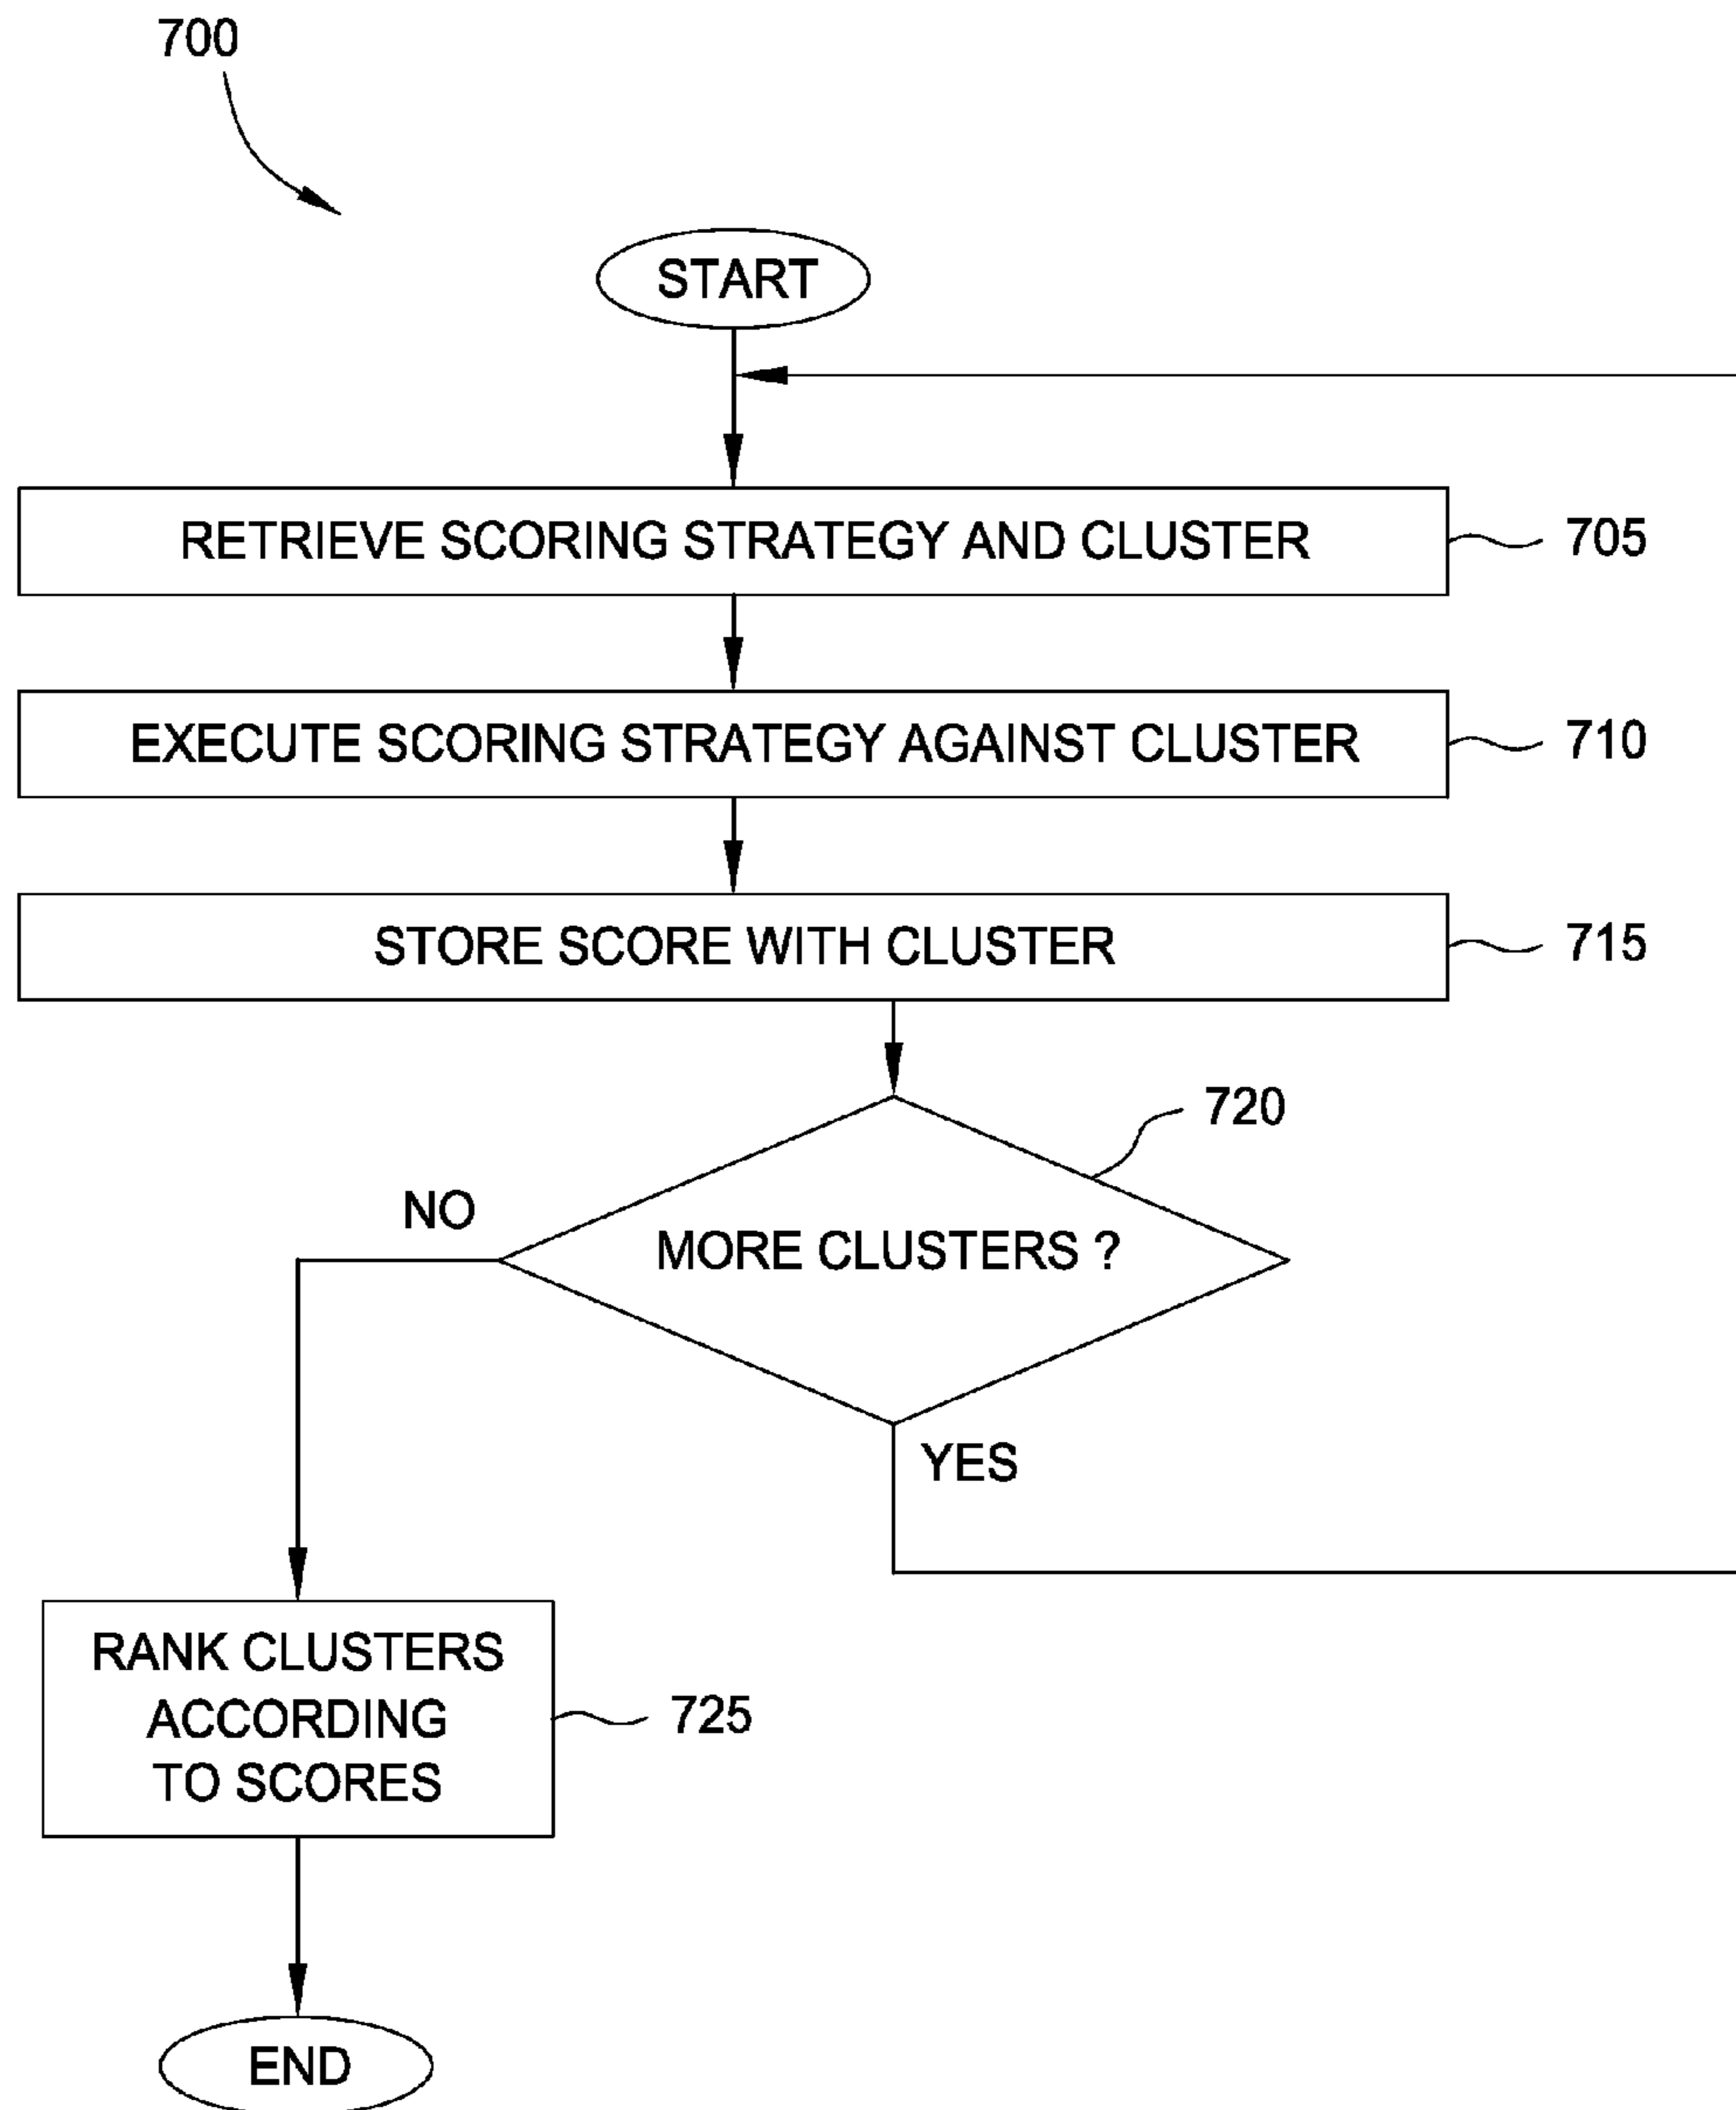 700
START
RETRIEVE SCORING STRATEGY AND CLUSTER
705
EXECUTE SCORING STRATEGY AGAINST CLUSTER
710
STORE SCORE WITH CLUSTER
715
720
NO
MORE CLUSTERS ?
YES
RANK CLUSTERS
ACCORDING
TO SCORES
725
END